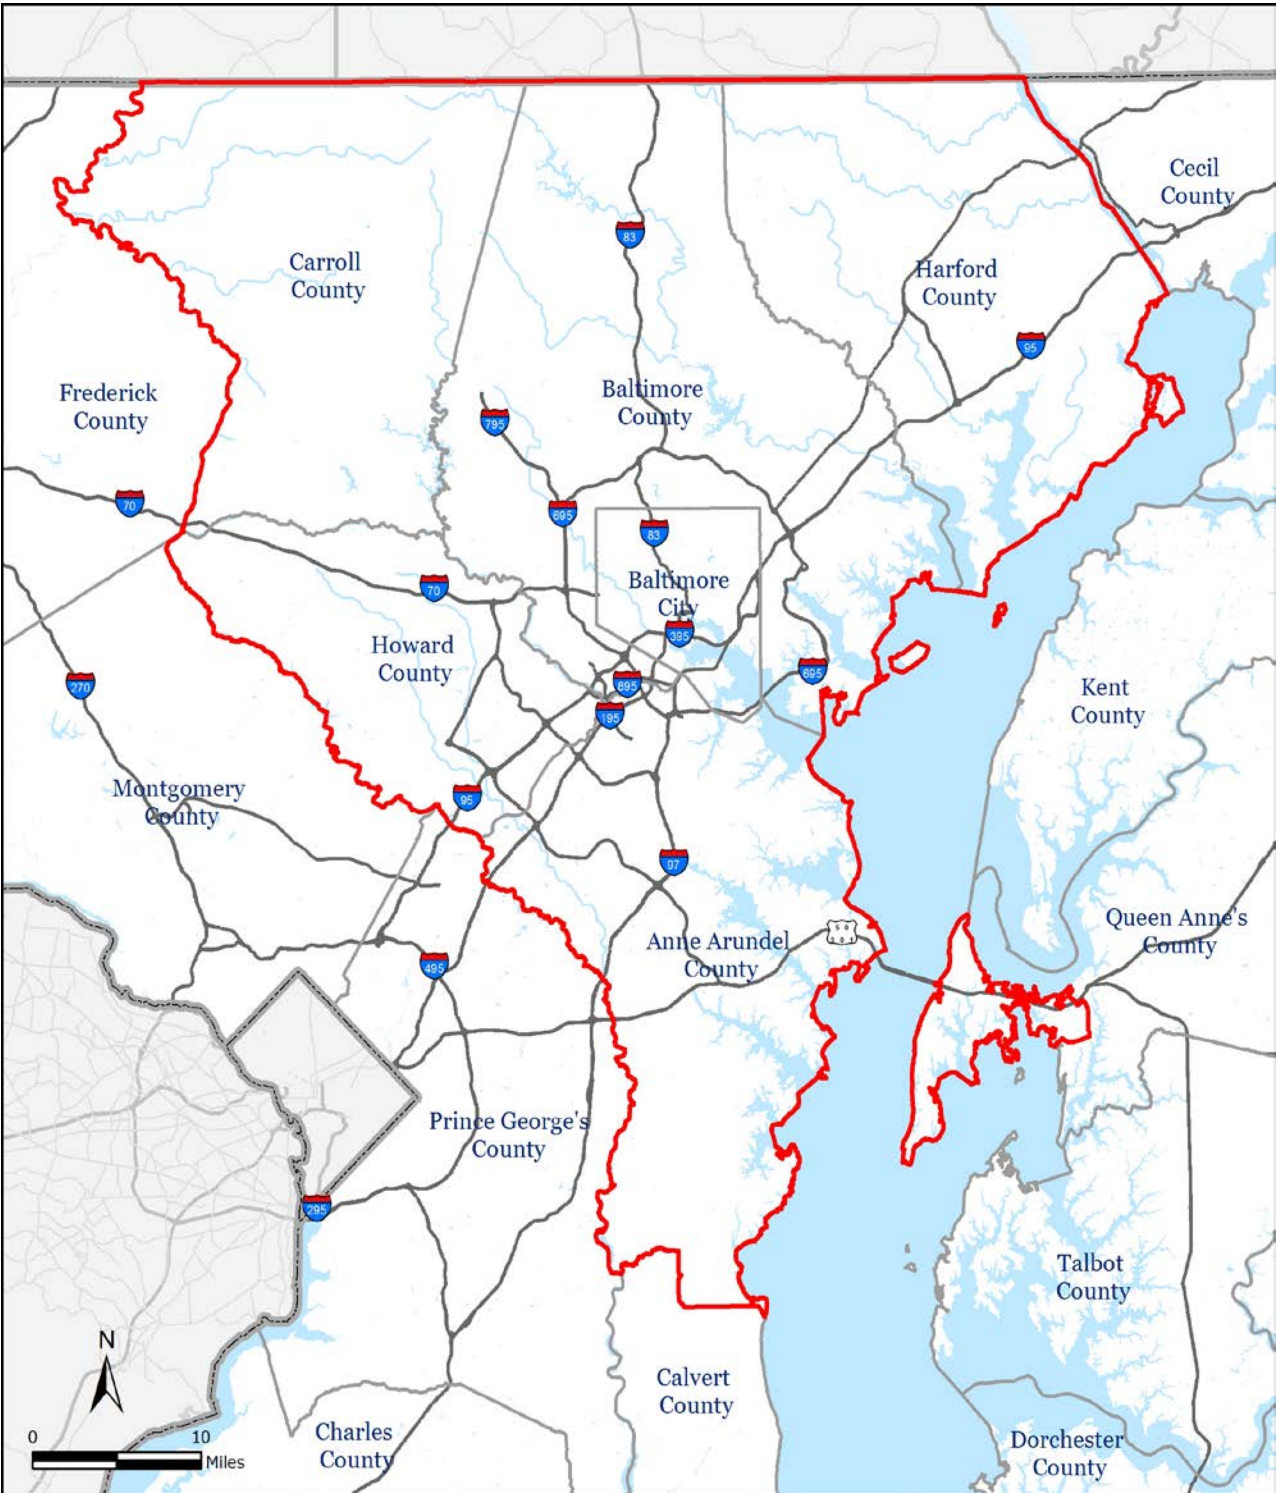 Cecil
County
83
Carroll
County
Harford
County
95
Frederick
County
Baltimore
County
795
70
695
83
Baltimore
City
70
395
Howard
County
695
270
895
Kent
County
195
Montgomery
County
95
97
Queen Anne's
County
50
301
Anne Arundel
County
495
Prince George's
County
295
Talbot
County
N
Calvert
County
0 10
Miles
Charles
County
Dorchester
County